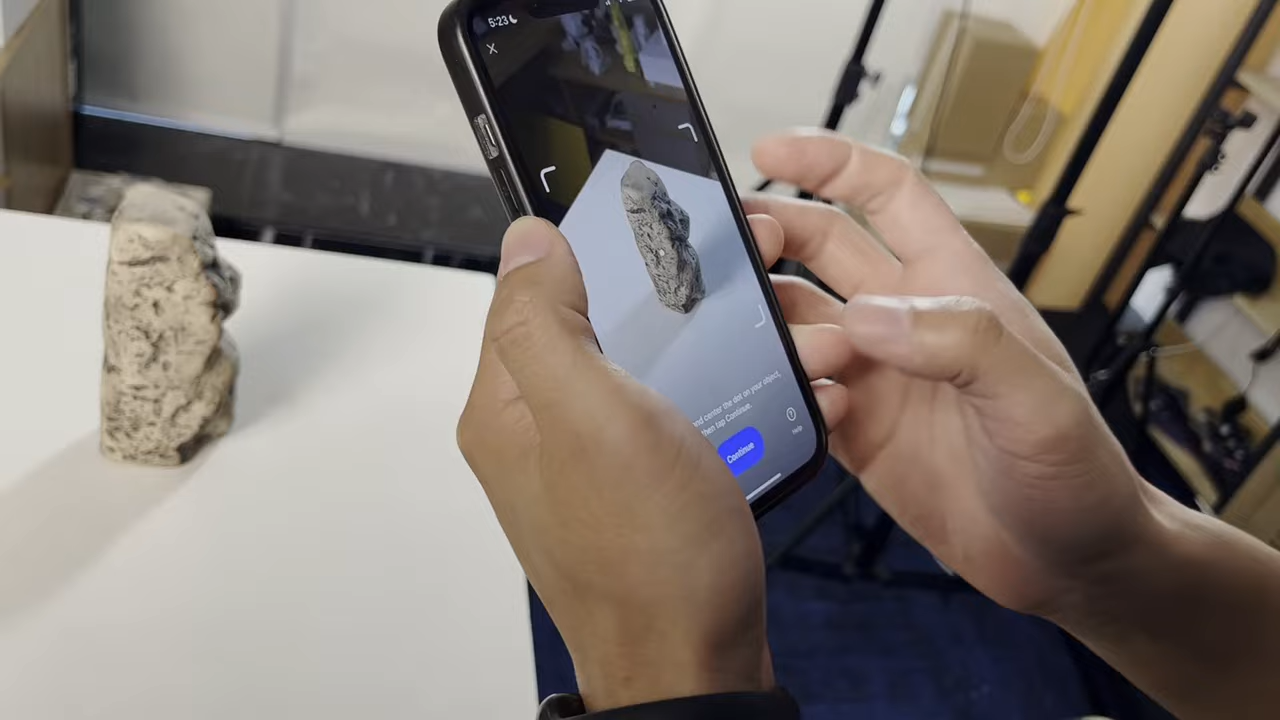 5:23
and center the dot on your object,
then tap Continue.
Continue
Help